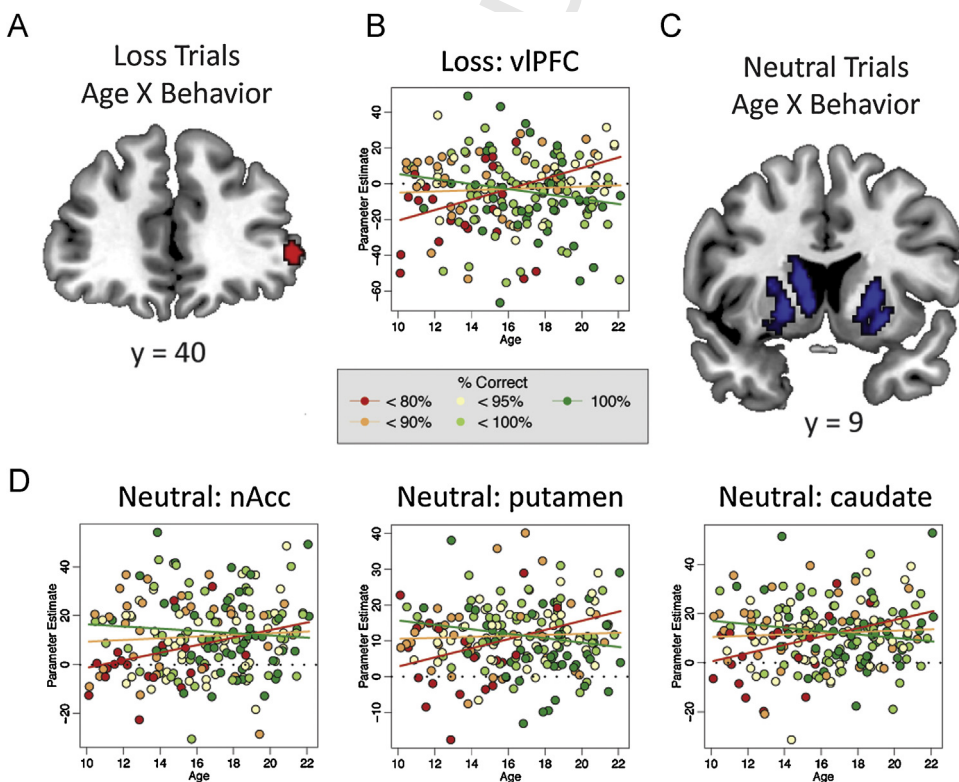 A
Loss Trials
Age X Behavior
y = 40
B
Loss: vlPFC
Parameter Estimate
40
20
0
−20
−40
−60
10 12 14 16 18 20 22
Age
% Correct
< 80% < 95% 100%
< 90% < 100%
C
Neutral Trials
Age X Behavior
y = 9
D
Neutral: nAcc
Parameter Estimate
40
20
0
−20
10 12 14 16 18 20 22
Age
Neutral: putamen
Parameter Estimate
40
30
20
10
0
−10
10 12 14 16 18 20 22
Age
Neutral: caudate
Parameter Estimate
40
20
0
−20
10 12 14 16 18 20 22
Age